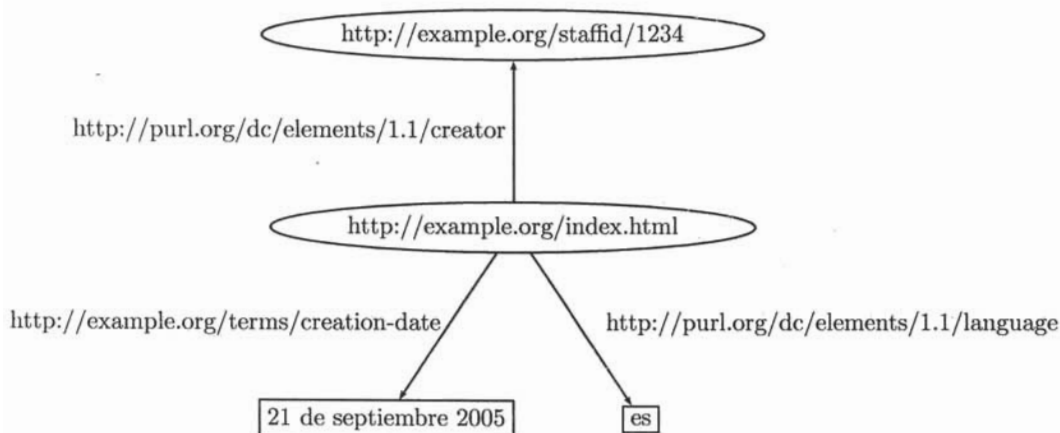 http://example.org/staffid/1234
http://purl.org/dc/elements/1.1/creator
http://example.org/index.html
http://example.org/terms/creation-date
http://purl.org/dc/elements/1.1/language
21 de septiembre 2005
es